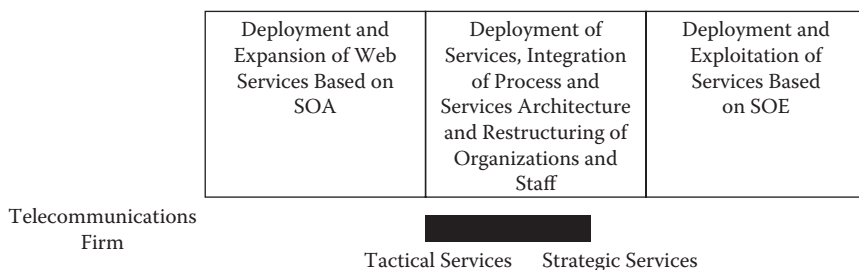 Deployment and
Expansion of Web
Services Based on
SOA
Deployment of
Services, Integration
of Process and
Services Architecture
and Restructuring of
Organizations and
Staff
Deployment and
Exploitation of
Services Based
on SOE
Telecommunications
Firm
Tactical Services
Strategic Services